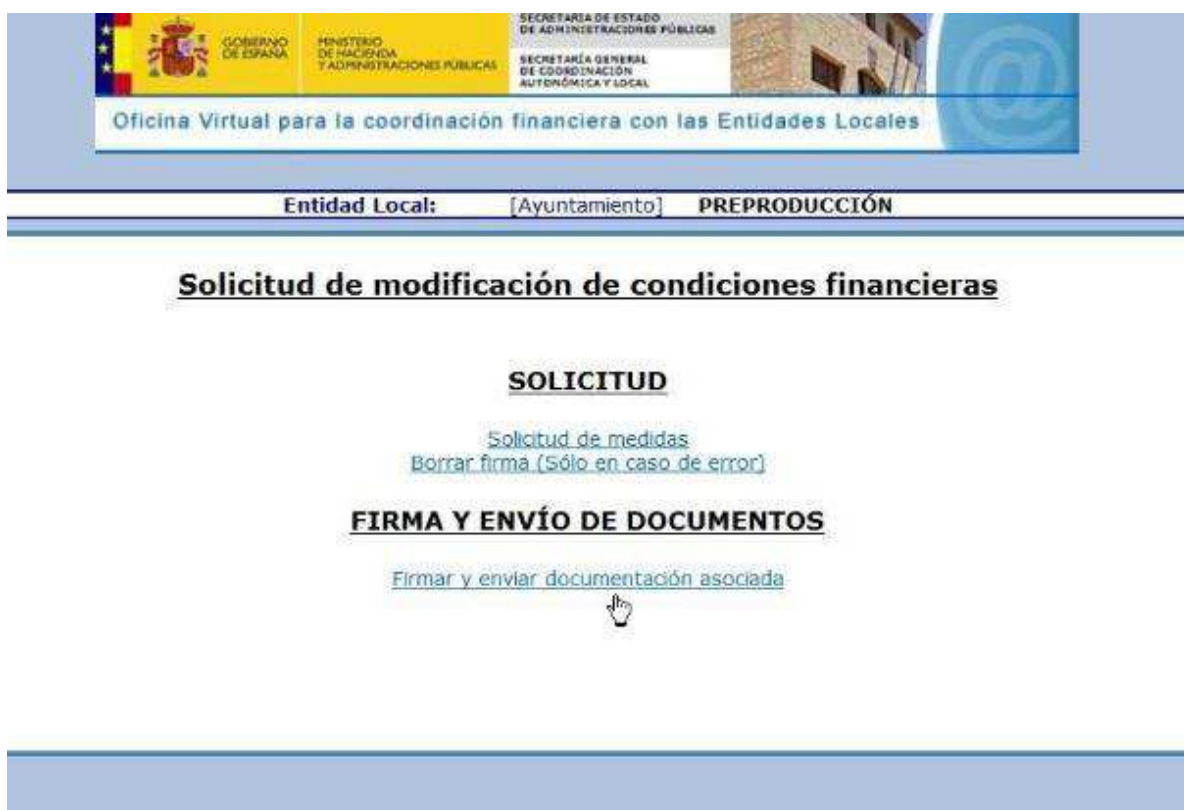 GOBIERNO
DE ESPAÑA
MINISTERIO
DE HACIENDA
Y ADMINISTRACIONES PÚBLICAS
SECRETARÍA DE ESTADO
DE ADMINISTRACIONES PÚBLICAS
SECRETARÍA GENERAL
DE COORDINACIÓN
AUTONÓMICA Y LOCAL
@
Oficina Virtual para la coordinación financiera con las Entidades Locales
Entidad Local: [Ayuntamiento] PREPRODUCCIÓN
Solicitud de modificación de condiciones financieras
SOLICITUD
Solicitud de medidas
Borrar firma (Sólo en caso de error)
FIRMA Y ENVÍO DE DOCUMENTOS
Firmar y enviar documentación asociada